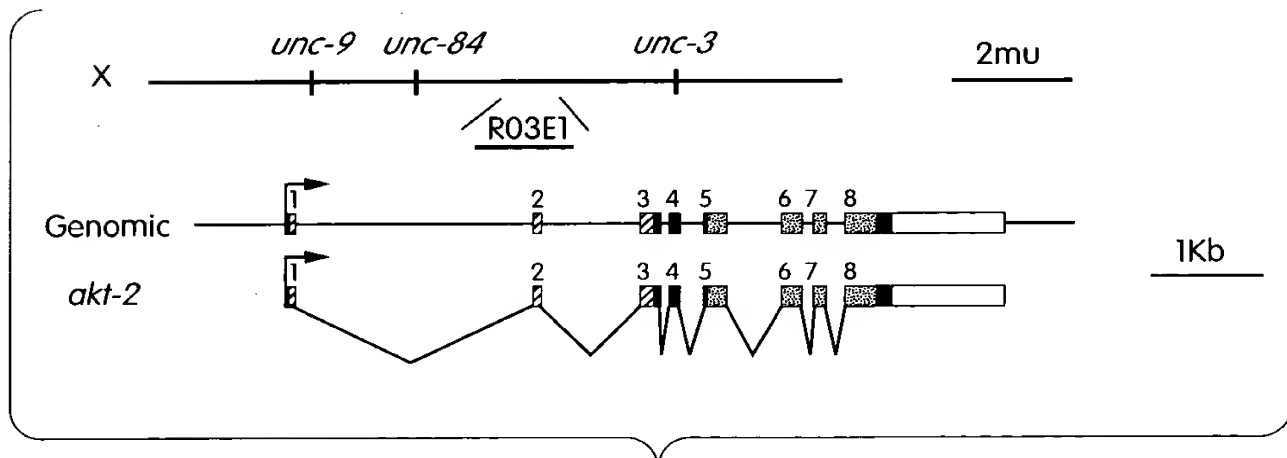 unc-9 unc-84 unc-3
X 2mu
R03E1
1 2 3 4 5 6 7 8
Genomic
1Kb
1 2 3 4 5 6 7 8
akt-2